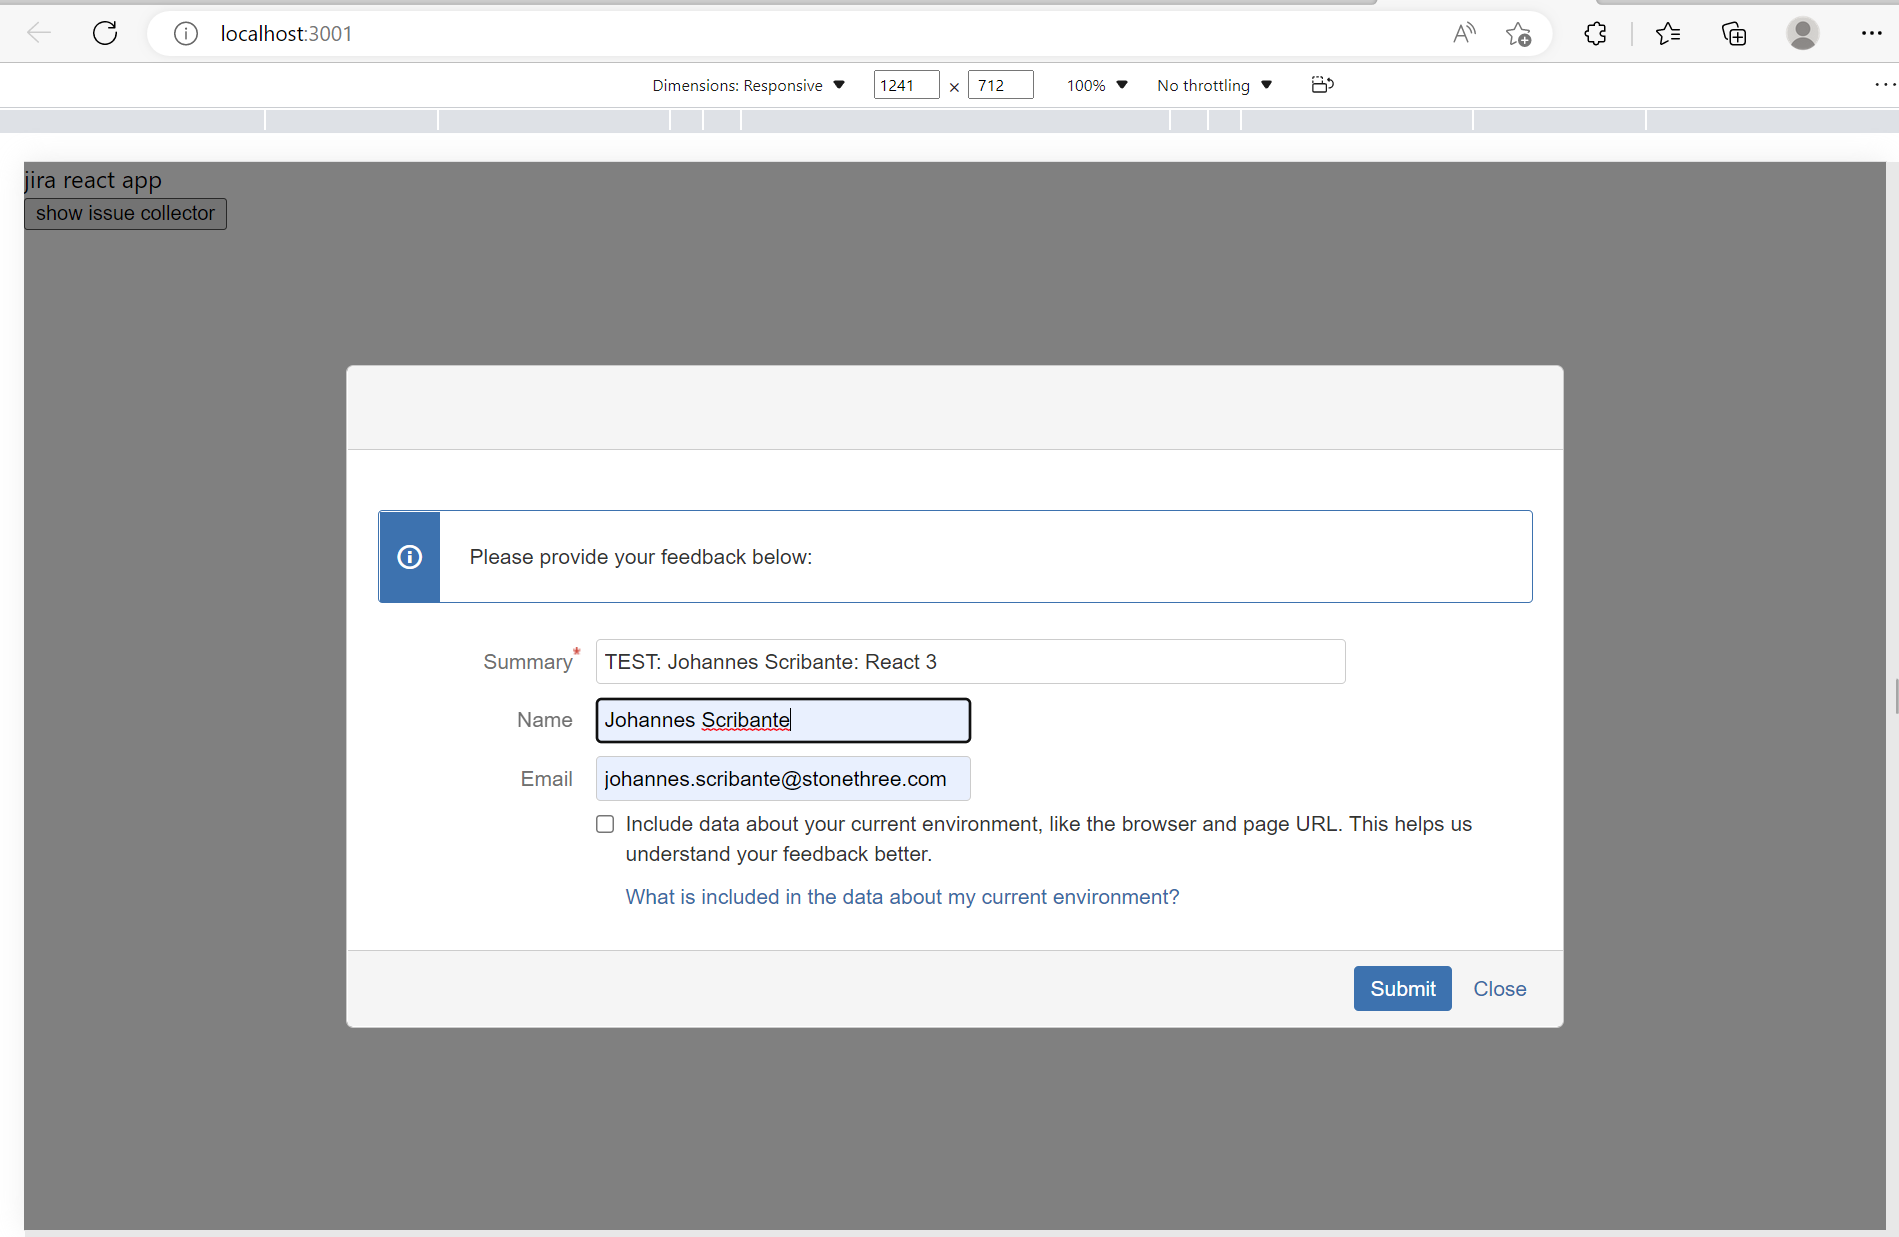 localhost:3001
Dimensions: Responsive 1241 × 712 100% No throttling
jira react app
show issue collector
Please provide your feedback below:
Summary* TEST: Johannes Scribante: React 3
Name Johannes Scribante
Email johannes.scribante@stonethree.com
Include data about your current environment, like the browser and page URL. This helps us
understand your feedback better.
What is included in the data about my current environment?
Submit Close